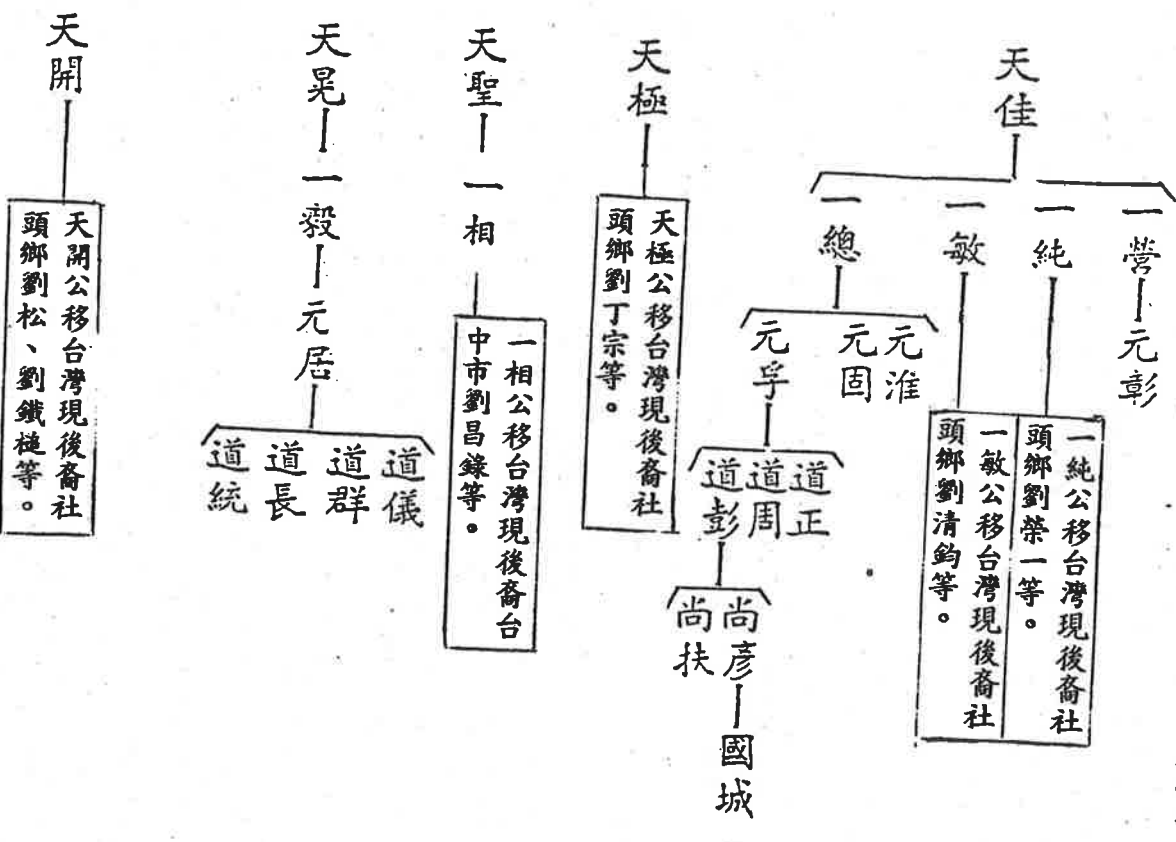 天佳
一營
元彰
一純
一純公移台灣現後裔社
頭鄉劉榮一等。
一敏
一敏公移台灣現後裔社
頭鄉劉清鈞等。
一總
元淮
元固
元孚
道正
道周
道彭
尚彥
國城
尚扶
天極
天極公移台灣現後裔社
頭鄉劉丁宗等。
天聖
一相
一相公移台灣現後裔台
中市劉昌錄等。
天晃
一毅
元居
道儀
道群
道長
道統
天開
天開公移台灣現後裔社
頭鄉劉松、劉鐵槌等。